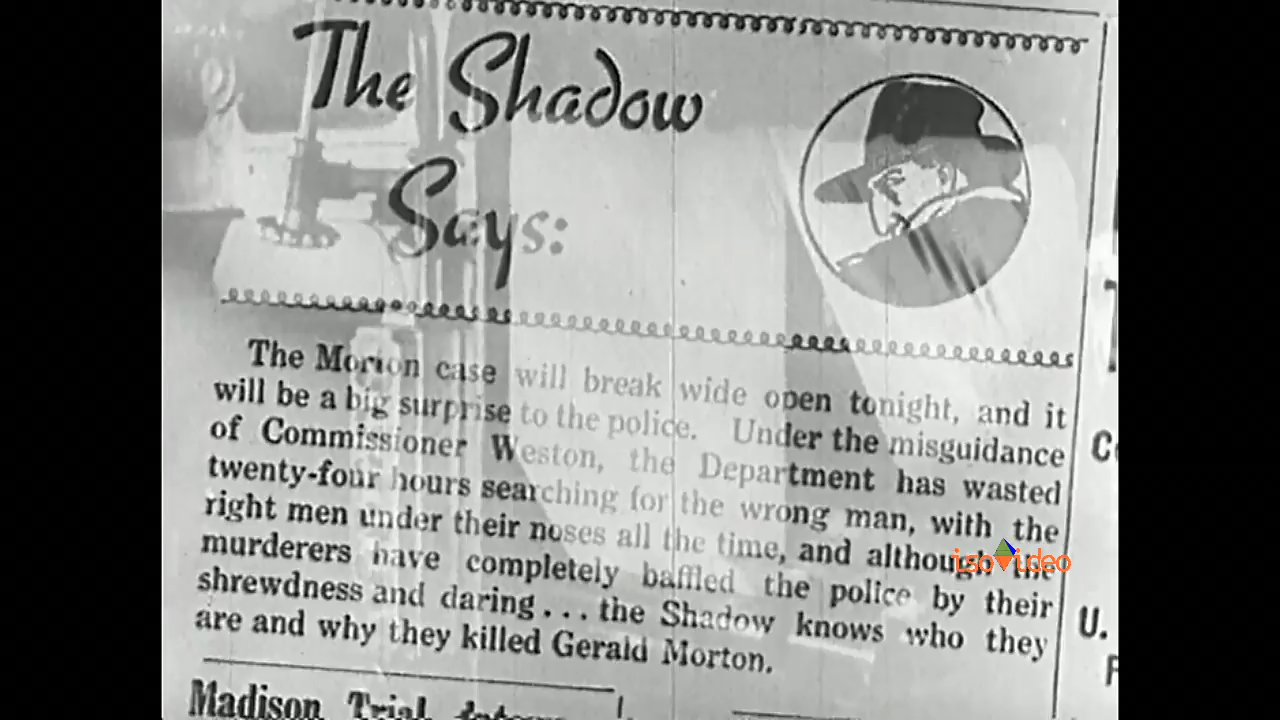 The Shadow
Says:
The Morton case will break wide open tonight, and it
will be a big surprise to the police. Under the misguidance
of Commissioner Weston, the Department has wasted
twenty-four hours searching for the wrong man, with the
right men under their noses all the time, and although the
murderers have completely baffled the police by their
shrewdness and daring... the Shadow knows who they
are and why they killed Gerald Morton.
Madison Trial
U.
isovideo